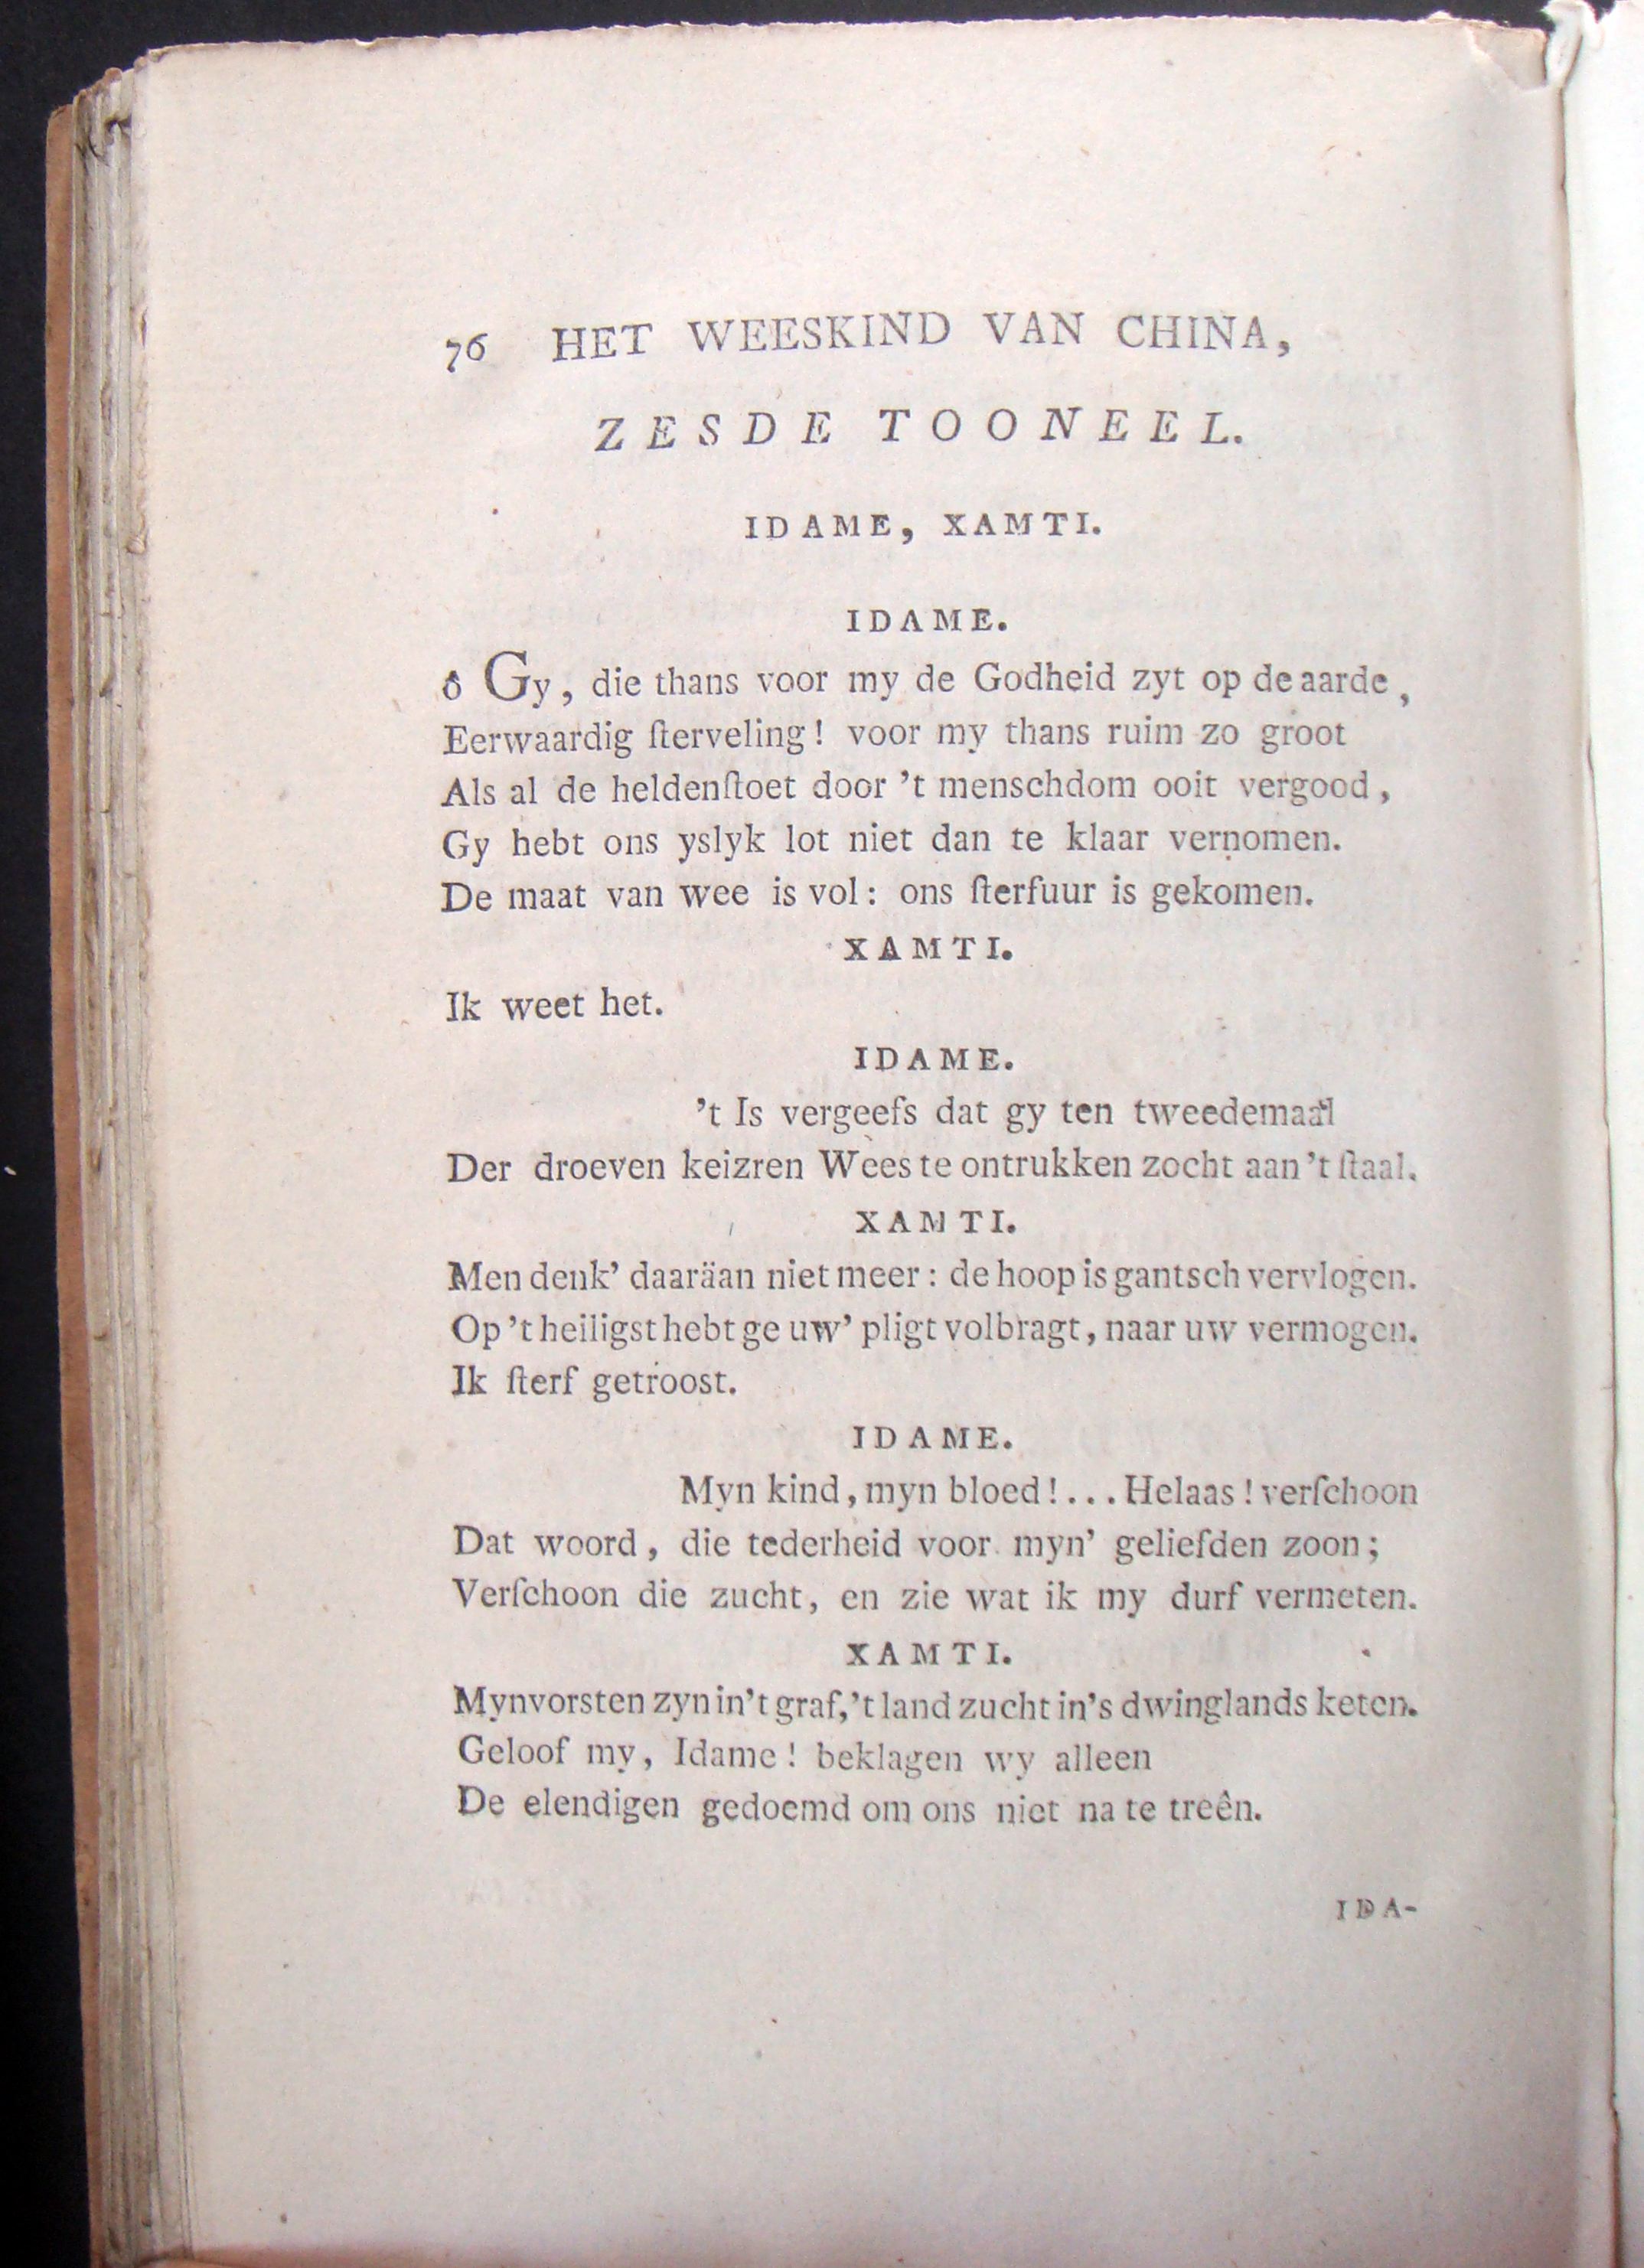 76 HET WEESKIND VAN CHINA,
ZESDE TOONEEL.
IDAME, XAMTI.
IDAME.
ô Gy, die thans voor my de Godheid zyt op de aarde,
Eerwaardig ſterveling! voor my thans ruim zo groot
Als al de heldenſtoet door 't menschdom ooit vergood,
Gy hebt ons yslyk lot niet dan te klaar vernomen.
De maat van wee is vol: ons ſterfuur is gekomen.
XAMTI.
Ik weet het.
IDAME.
't Is vergeefs dat gy ten tweedemaal
Der droeven keizren Wees te ontrukken zocht aan 't ſtaal.
XAMTI.
Men denk' daaräan niet meer: de hoop is gantsch vervlogen.
Op 't heiligst hebt ge uw' pligt volbragt, naar uw vermogen.
Ik ſterf getroost.
IDAME.
Myn kind, myn bloed!... Helaas! verſchoon
Dat woord, die tederheid voor myn' geliefden zoon;
Verſchoon die zucht, en zie wat ik my durf vermeten.
XAMTI.
Myn vorsten zyn in 't graf, 't land zucht in 's dwinglands keten.
Geloof my, Idame! beklagen wy alleen
De elendigen gedoemd om ons niet na te treên.
IDA-